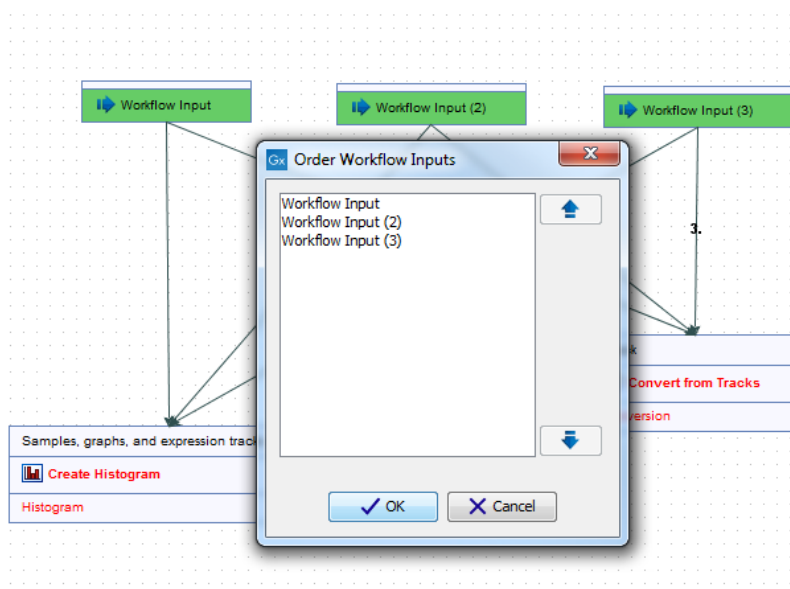 Workflow Input
Workflow Input (2)
Workflow Input (3)
Gx Order Workflow Inputs
Workflow Input
Workflow Input (2)
Workflow Input (3)
3.
Convert from Tracks
version
Samples, graphs, and expression track
Create Histogram
Histogram
OK
Cancel